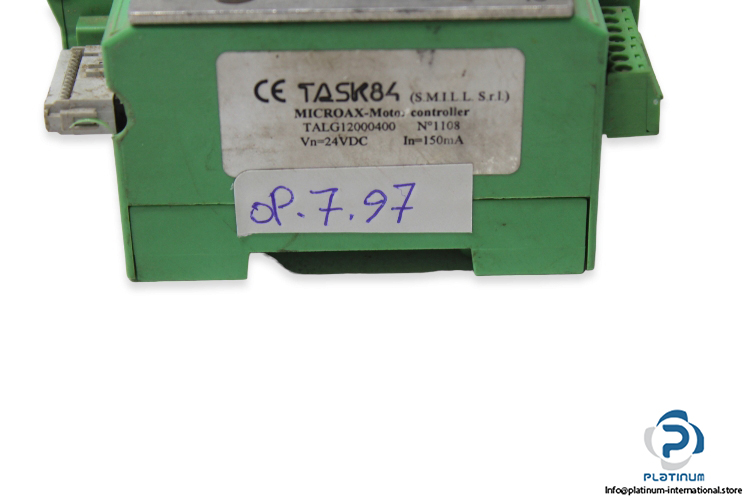 CE TASK84 (S.M.I.L.L. S.r.l.)
MICROAX-Motor controller
TALG12000400 N°1108
Vn=24VDC In=150mA
OP.7.97
PLATINUM
Info@platinum-international.store